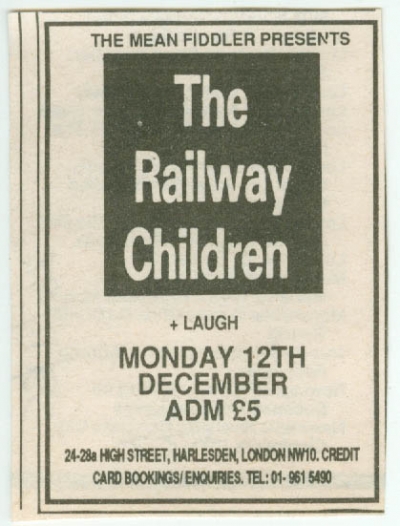 THE MEAN FIDDLER PRESENTS
The
Railway
Children
+ LAUGH
MONDAY 12TH
DECEMBER
ADM £5
24-28a HIGH STREET, HARLESDEN, LONDON NW10. CREDIT
CARD BOOKINGS/ ENQUIRIES. TEL: 01- 961 5490